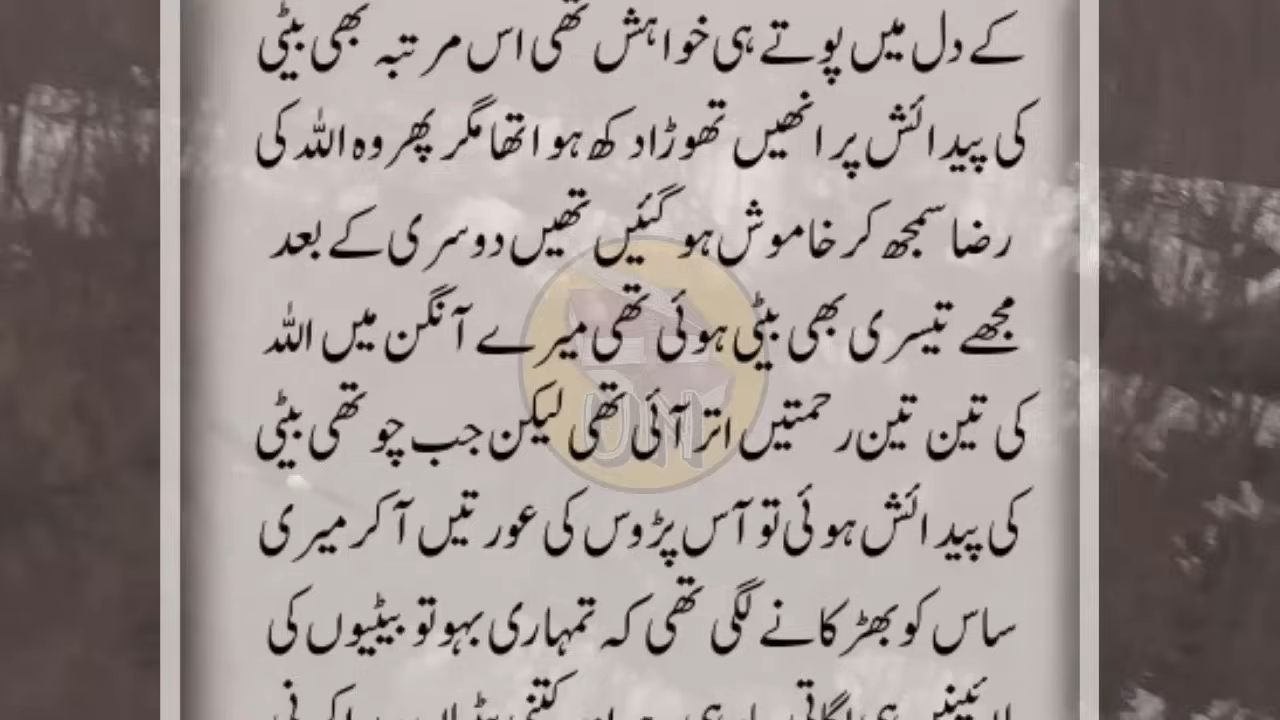 کے دل میں پوتے ہی خواہش تھی اس مرتبہ بھی بیٹی
کی پیدائش پر انھیں تھوڑا دکھ ہوا تھا مگر پھر وہ اللہ کی
رضا سمجھ کر خاموش ہو گئیں تھیں دوسری کے بعد
مجھے تیسری بھی بیٹی ہوئی تھی میرے آنگن میں اللہ
کی تین تین رحمتیں اتر آئی تھی لیکن جب چوتھی بیٹی
کی پیدائش ہوئی تو آس پڑوس کی عورتیں آ کر میری
ساس کو بھڑکانے لگی تھی کہ تمہاری بہو تو بیٹیوں کی
UM